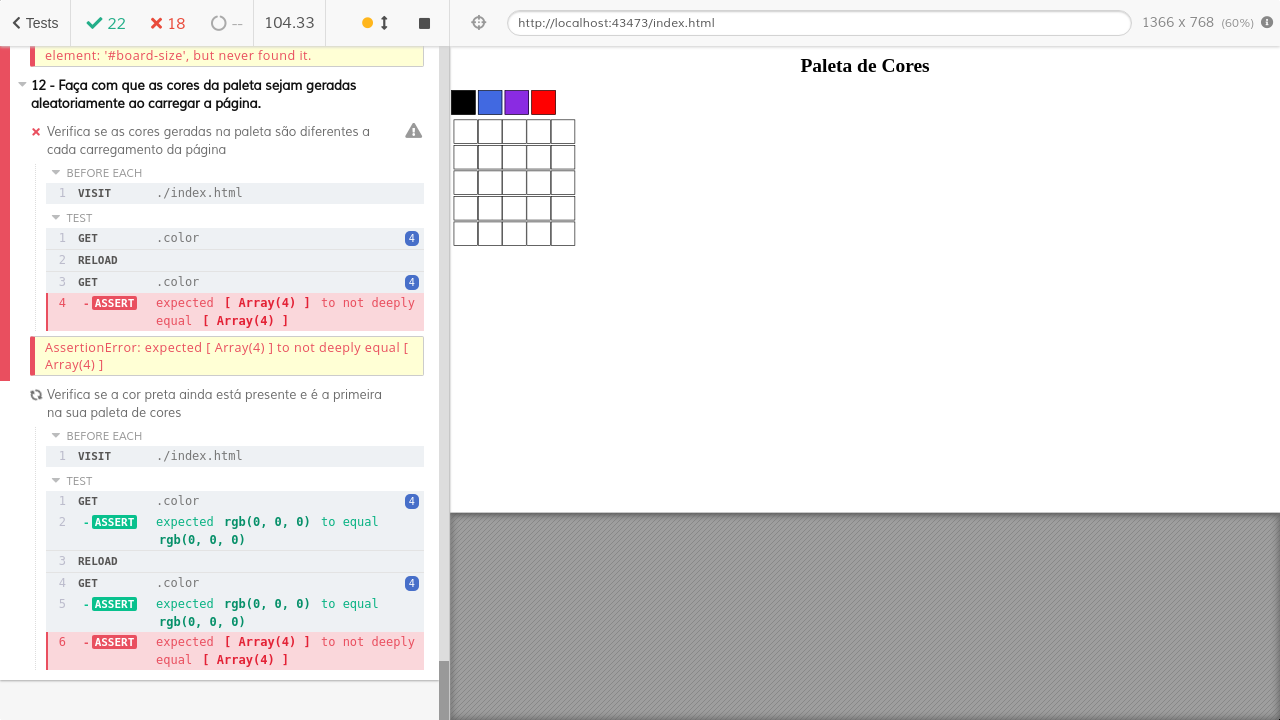 Tests
22
18
--
104.33
http://localhost:43473/index.html
1366 x 768 (60%)
element: '#board-size', but never found it.
12 - Faça com que as cores da paleta sejam geradas
aleatoriamente ao carregar a página.
Verifica se as cores geradas na paleta são diferentes a
cada carregamento da página
BEFORE EACH
1 VISIT ./index.html
TEST
1 GET .color 4
2 RELOAD
3 GET .color 4
4 - ASSERT expected [ Array(4) ] to not deeply
equal [ Array(4) ]
AssertionError: expected [ Array(4) ] to not deeply equal [
Array(4) ]
Verifica se a cor preta ainda está presente e é a primeira
na sua paleta de cores
BEFORE EACH
1 VISIT ./index.html
TEST
1 GET .color 4
2 - ASSERT expected rgb(0, 0, 0) to equal
rgb(0, 0, 0)
3 RELOAD
4 GET .color 4
5 - ASSERT expected rgb(0, 0, 0) to equal
rgb(0, 0, 0)
6 - ASSERT expected [ Array(4) ] to not deeply
equal [ Array(4) ]
Paleta de Cores